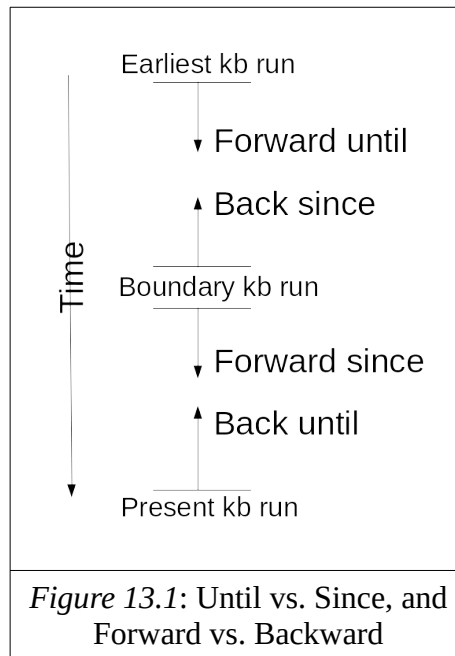 Earliest kb run
Forward until
Back since
Time
Boundary kb run
Forward since
Back until
Present kb run
Figure 13.1: Until vs. Since, and
Forward vs. Backward